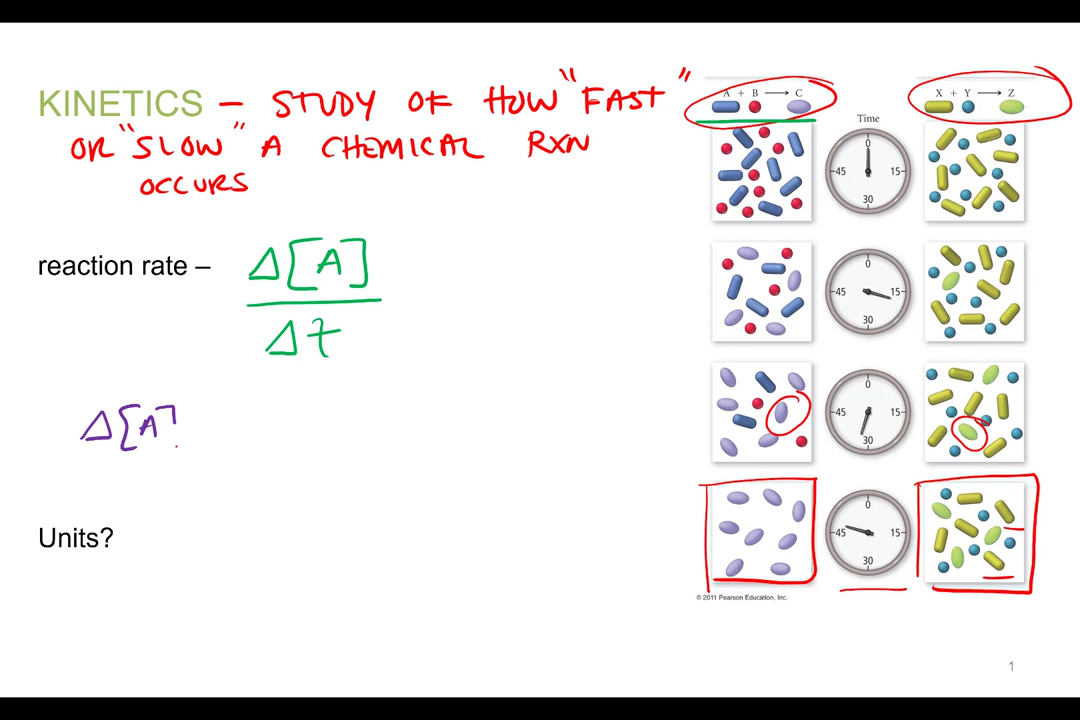 KINETICS – STUDY OF HOW "FAST"
OR "SLOW" A CHEMICAL RXN
OCCURS
reaction rate – Δ[A]
Δt
Δ[A]
Units?
A + B → C
X + Y → Z
Time
0
45 15
30
0
45 15
30
0
45 15
30
0
45 15
30
© 2011 Pearson Education, Inc.
1